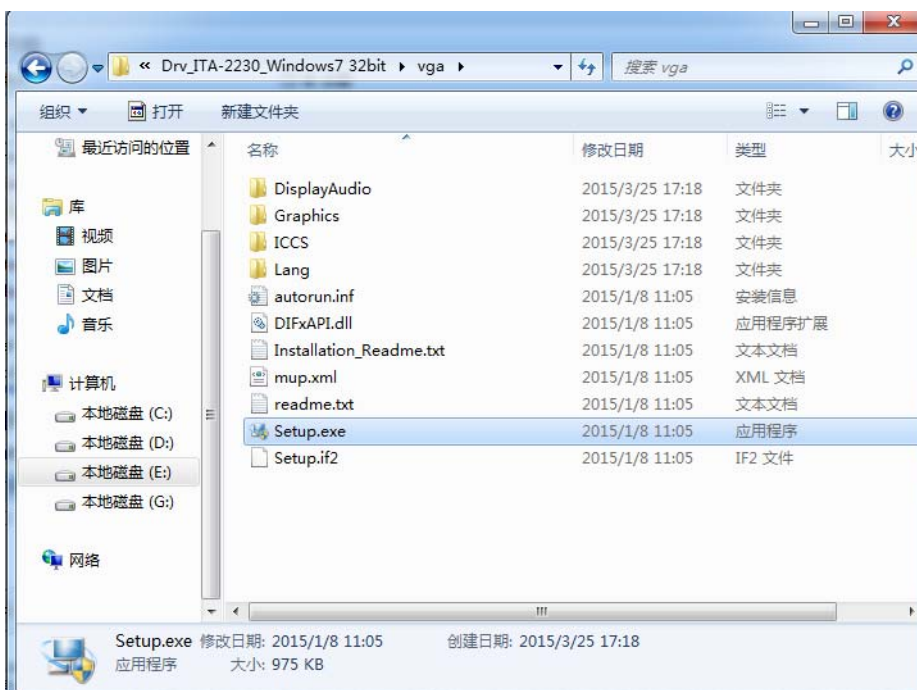 « Drv_ITA-2230_Windows7 32bit ▸ vga ▸ 搜索 vga
组织 打开 新建文件夹
最近访问的位置
库
视频
图片
文档
音乐
计算机
本地磁盘 (C:)
本地磁盘 (D:)
本地磁盘 (E:)
本地磁盘 (G:)
网络
名称 修改日期 类型 大小
DisplayAudio 2015/3/25 17:18 文件夹
Graphics 2015/3/25 17:18 文件夹
ICCS 2015/3/25 17:18 文件夹
Lang 2015/3/25 17:18 文件夹
autorun.inf 2015/1/8 11:05 安装信息
DIFxAPI.dll 2015/1/8 11:05 应用程序扩展
Installation_Readme.txt 2015/1/8 11:05 文本文档
mup.xml 2015/1/8 11:05 XML 文档
readme.txt 2015/1/8 11:05 文本文档
Setup.exe 2015/1/8 11:05 应用程序
Setup.if2 2015/1/8 11:05 IF2 文件
Setup.exe 修改日期: 2015/1/8 11:05 创建日期: 2015/3/25 17:18
应用程序 大小: 975 KB